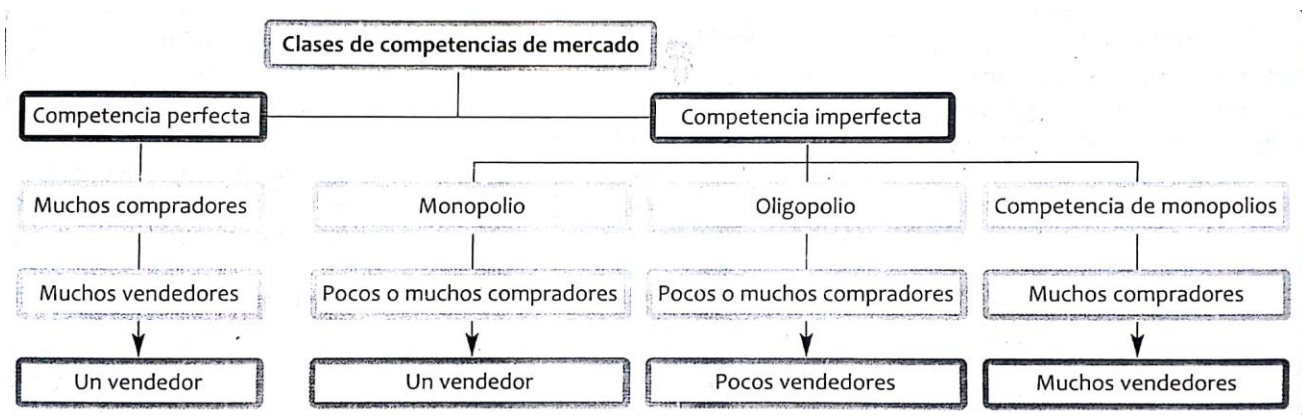 Clases de competencias de mercado
Competencia perfecta
Competencia imperfecta
Muchos compradores
Monopolio
Oligopolio
Competencia de monopolios
Muchos vendedores
Pocos o muchos compradores
Pocos o muchos compradores
Muchos compradores
Un vendedor
Un vendedor
Pocos vendedores
Muchos vendedores